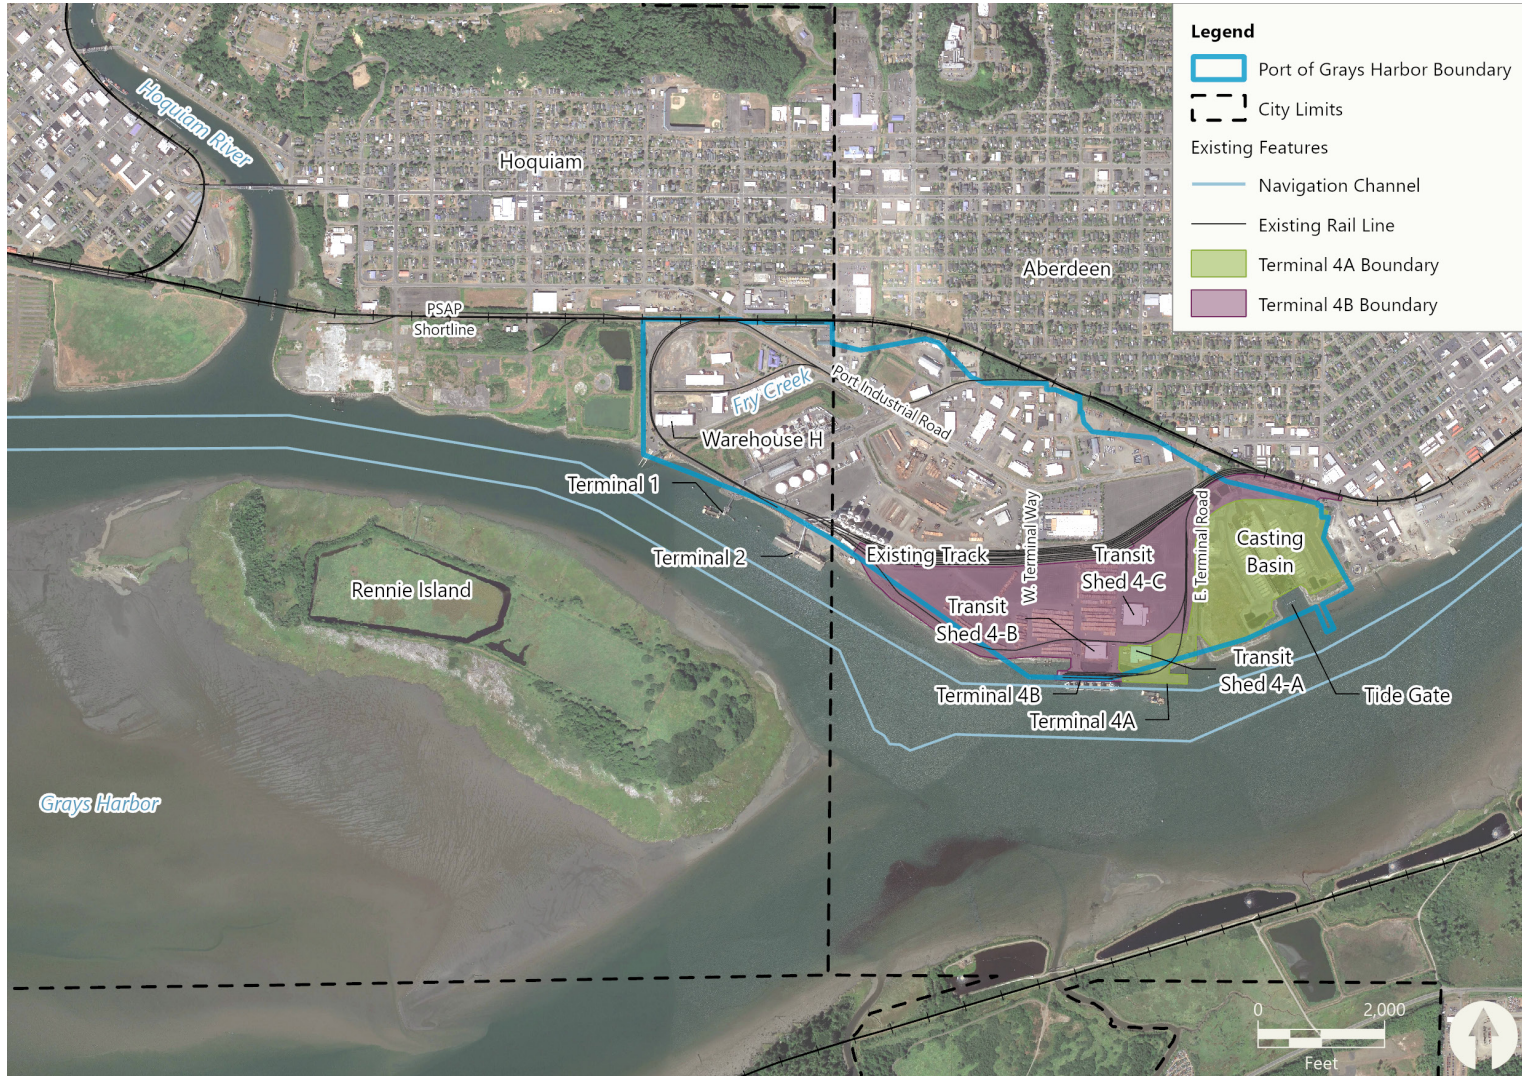 Legend
Port of Grays Harbor Boundary
City Limits
Existing Features
Navigation Channel
Existing Rail Line
Terminal 4A Boundary
Terminal 4B Boundary
Hoquiam River
Hoquiam
Aberdeen
PSAP
Shortline
Fry Creek
Port Industrial Road
Warehouse H
Terminal 1
Terminal 2
Existing Track
W. Terminal Way
E. Terminal Road
Transit
Shed 4-C
Casting
Basin
Rennie Island
Transit
Shed 4-B
Transit
Shed 4-A
Terminal 4B
Terminal 4A
Tide Gate
Grays Harbor
0 2,000
Feet